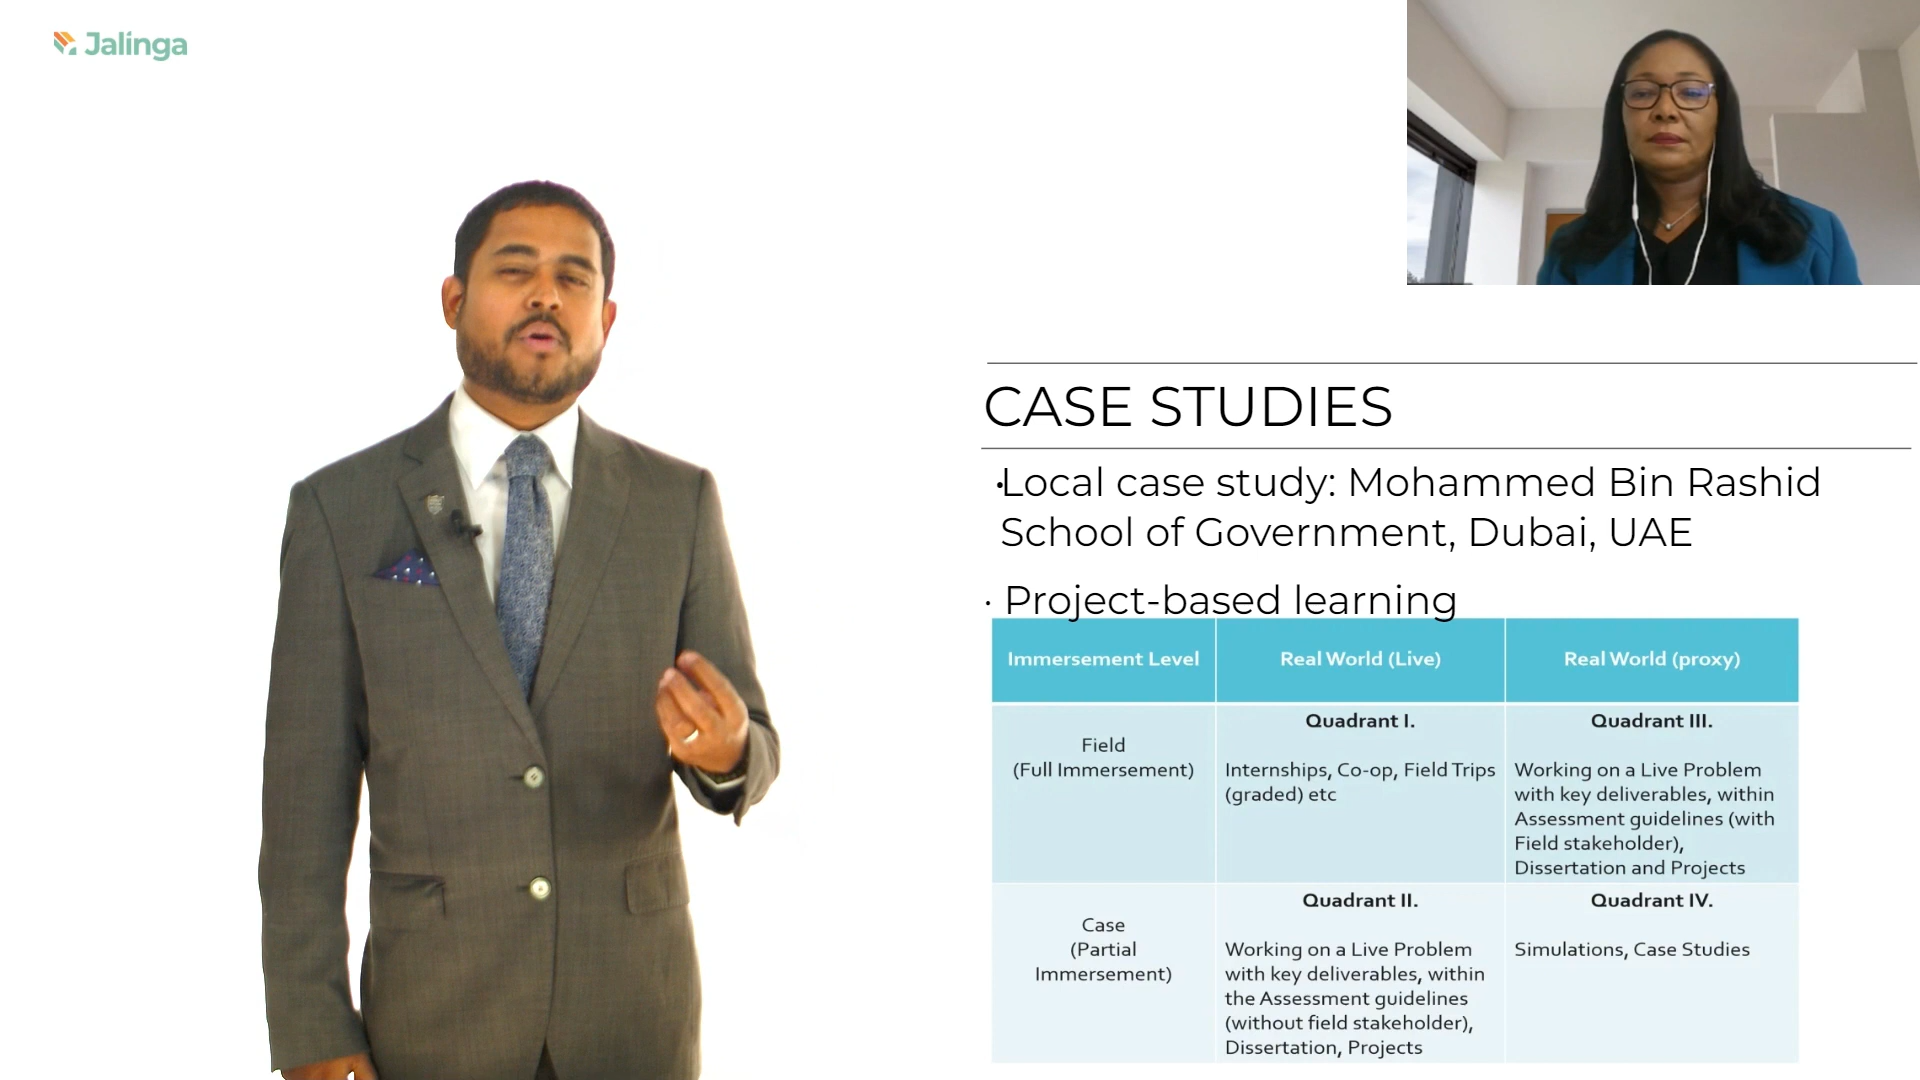 Jalinga
CASE STUDIES
·Local case study: Mohammed Bin Rashid
School of Government, Dubai, UAE
· Project-based learning
Immersement Level
Real World (Live)
Real World (proxy)
Field
(Full Immersement)
Quadrant I.
Internships, Co-op, Field Trips
(graded) etc
Quadrant III.
Working on a Live Problem
with key deliverables, within
Assessment guidelines (with
Field stakeholder),
Dissertation and Projects
Case
(Partial
Immersement)
Quadrant II.
Working on a Live Problem
with key deliverables, within
the Assessment guidelines
(without field stakeholder),
Dissertation, Projects
Quadrant IV.
Simulations, Case Studies